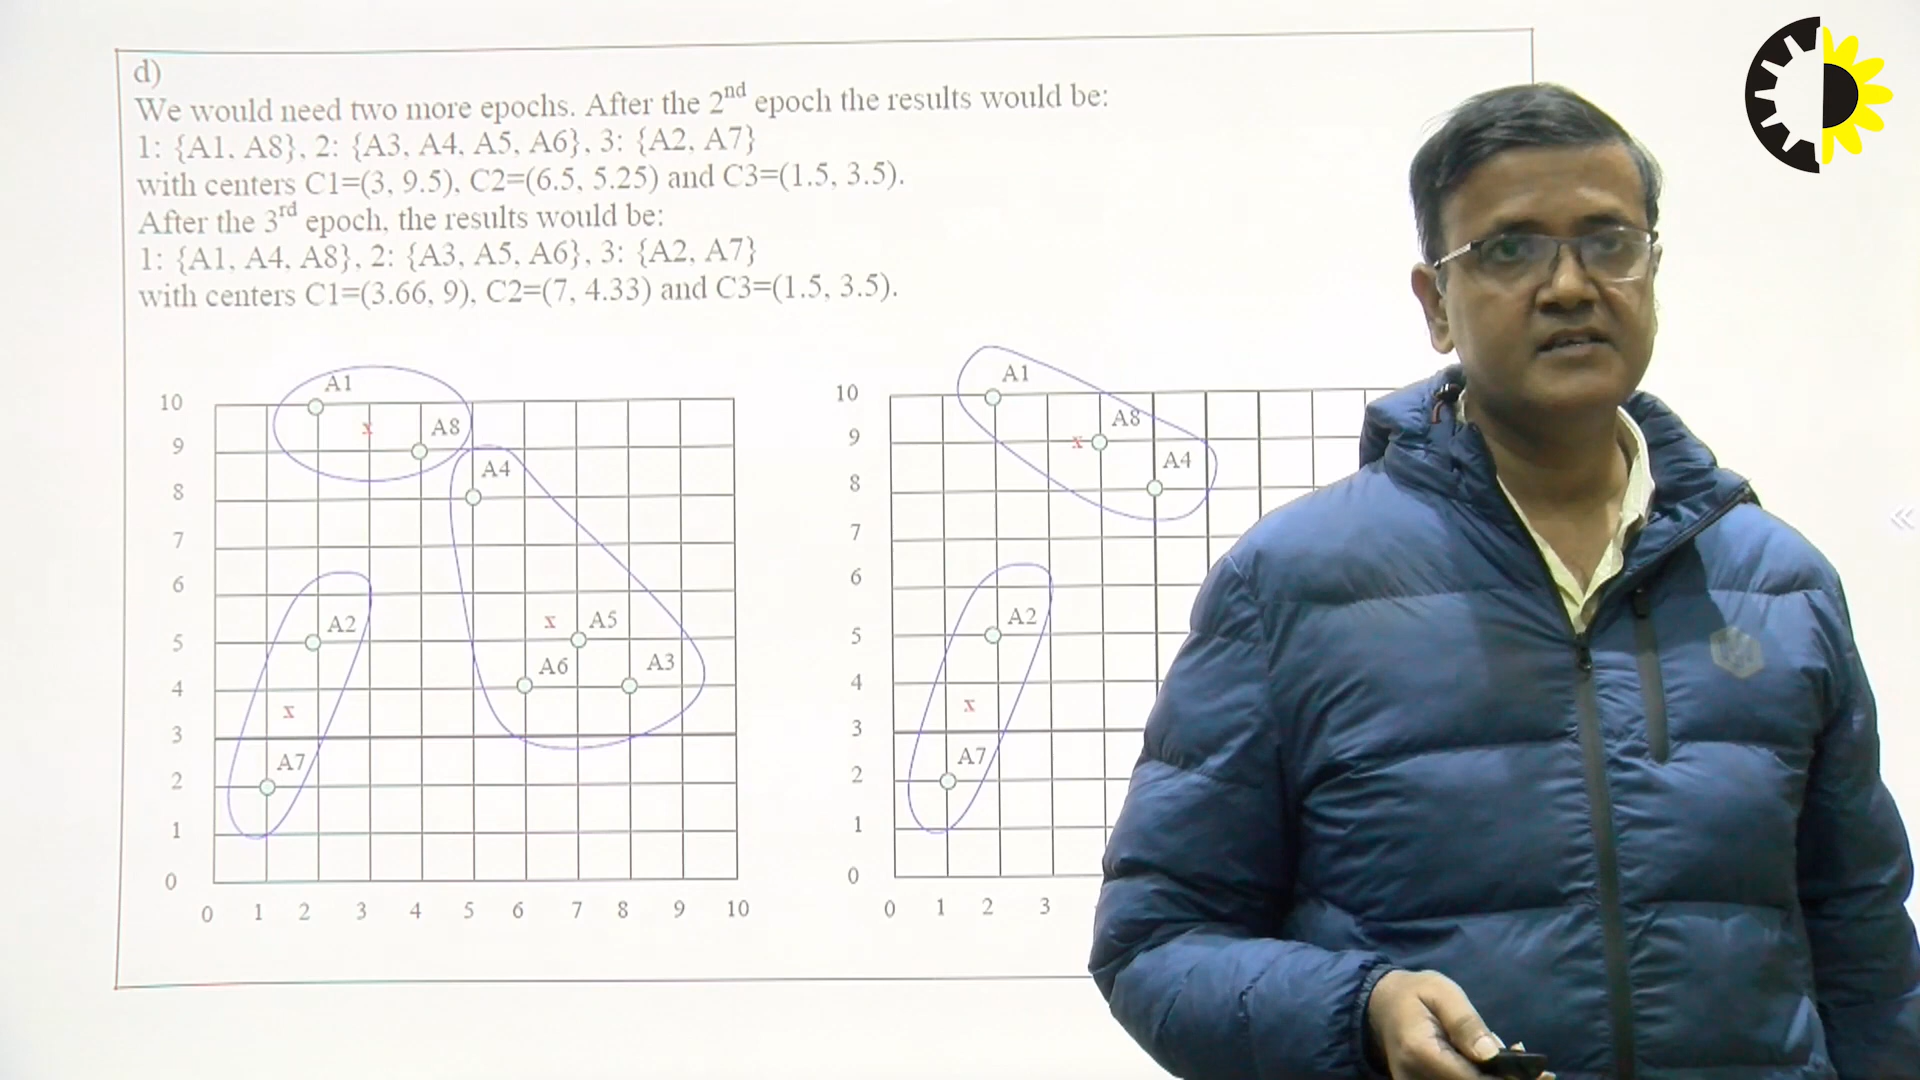 d)
We would need two more epochs. After the 2nd epoch the results would be:
1: {A1, A8}, 2: {A3, A4, A5, A6}, 3: {A2, A7}
with centers C1=(3, 9.5), C2=(6.5, 5.25) and C3=(1.5, 3.5).
After the 3rd epoch, the results would be:
1: {A1, A4, A8}, 2: {A3, A5, A6}, 3: {A2, A7}
with centers C1=(3.66, 9), C2=(7, 4.33) and C3=(1.5, 3.5).
10
9
8
7
6
5
4
3
2
1
0
A1
x
A8
A4
A2
x
A5
A6
A3
x
A7
0 1 2 3 4 5 6 7 8 9 10
10
9
8
7
6
5
4
3
2
1
0
A1
A8
x
A4
A2
x
A7
0 1 2 3